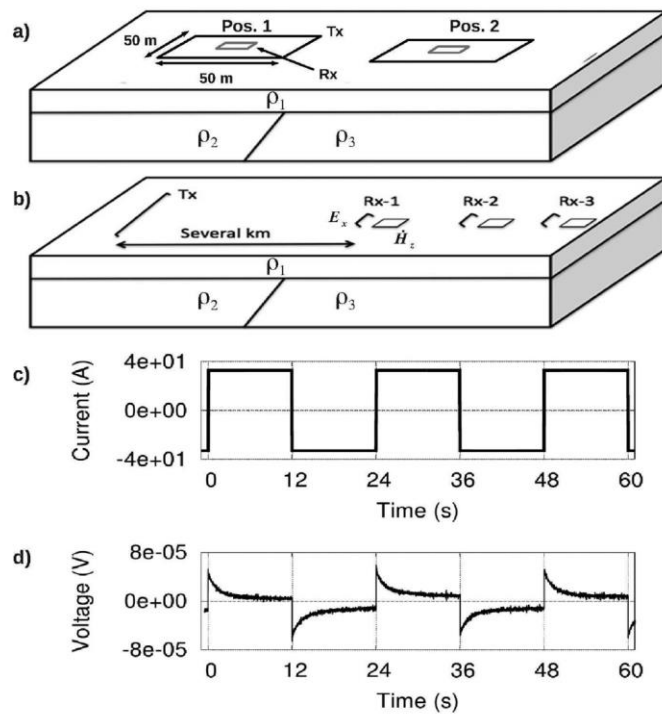 a)
Pos. 1
Tx
Pos. 2
50 m
50 m
Rx
ρ1
ρ2
ρ3
b)
Tx
Rx-1
Rx-2
Rx-3
Ex
Several km
Ḣz
ρ1
ρ2
ρ3
c)
Current (A)
4e+01
0e+00
-4e+01
0 12 24 36 48 60
Time (s)
d)
Voltage (V)
8e-05
0e+00
-8e-05
0 12 24 36 48 60
Time (s)